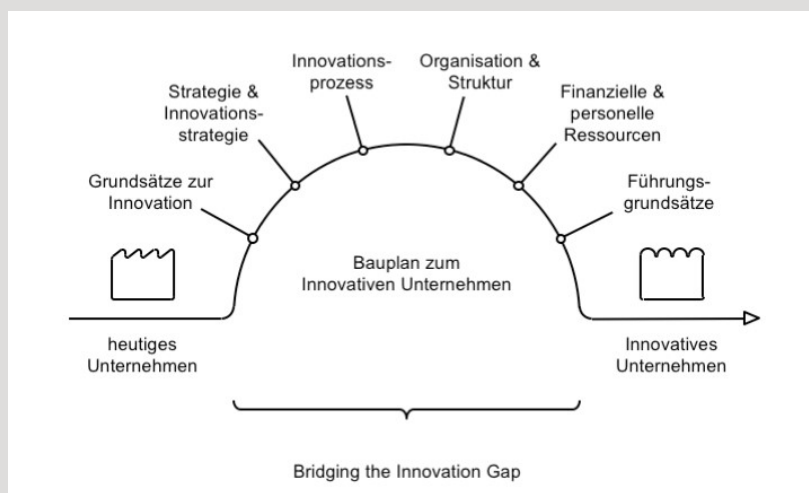 Innovations-
prozess
Organisation &
Struktur
Strategie &
Innovations-
strategie
Finanzielle &
personelle
Ressourcen
Grundsätze zur
Innovation
Führungs-
grundsätze
Bauplan zum
Innovativen Unternehmen
heutiges
Unternehmen
Innovatives
Unternehmen
Bridging the Innovation Gap